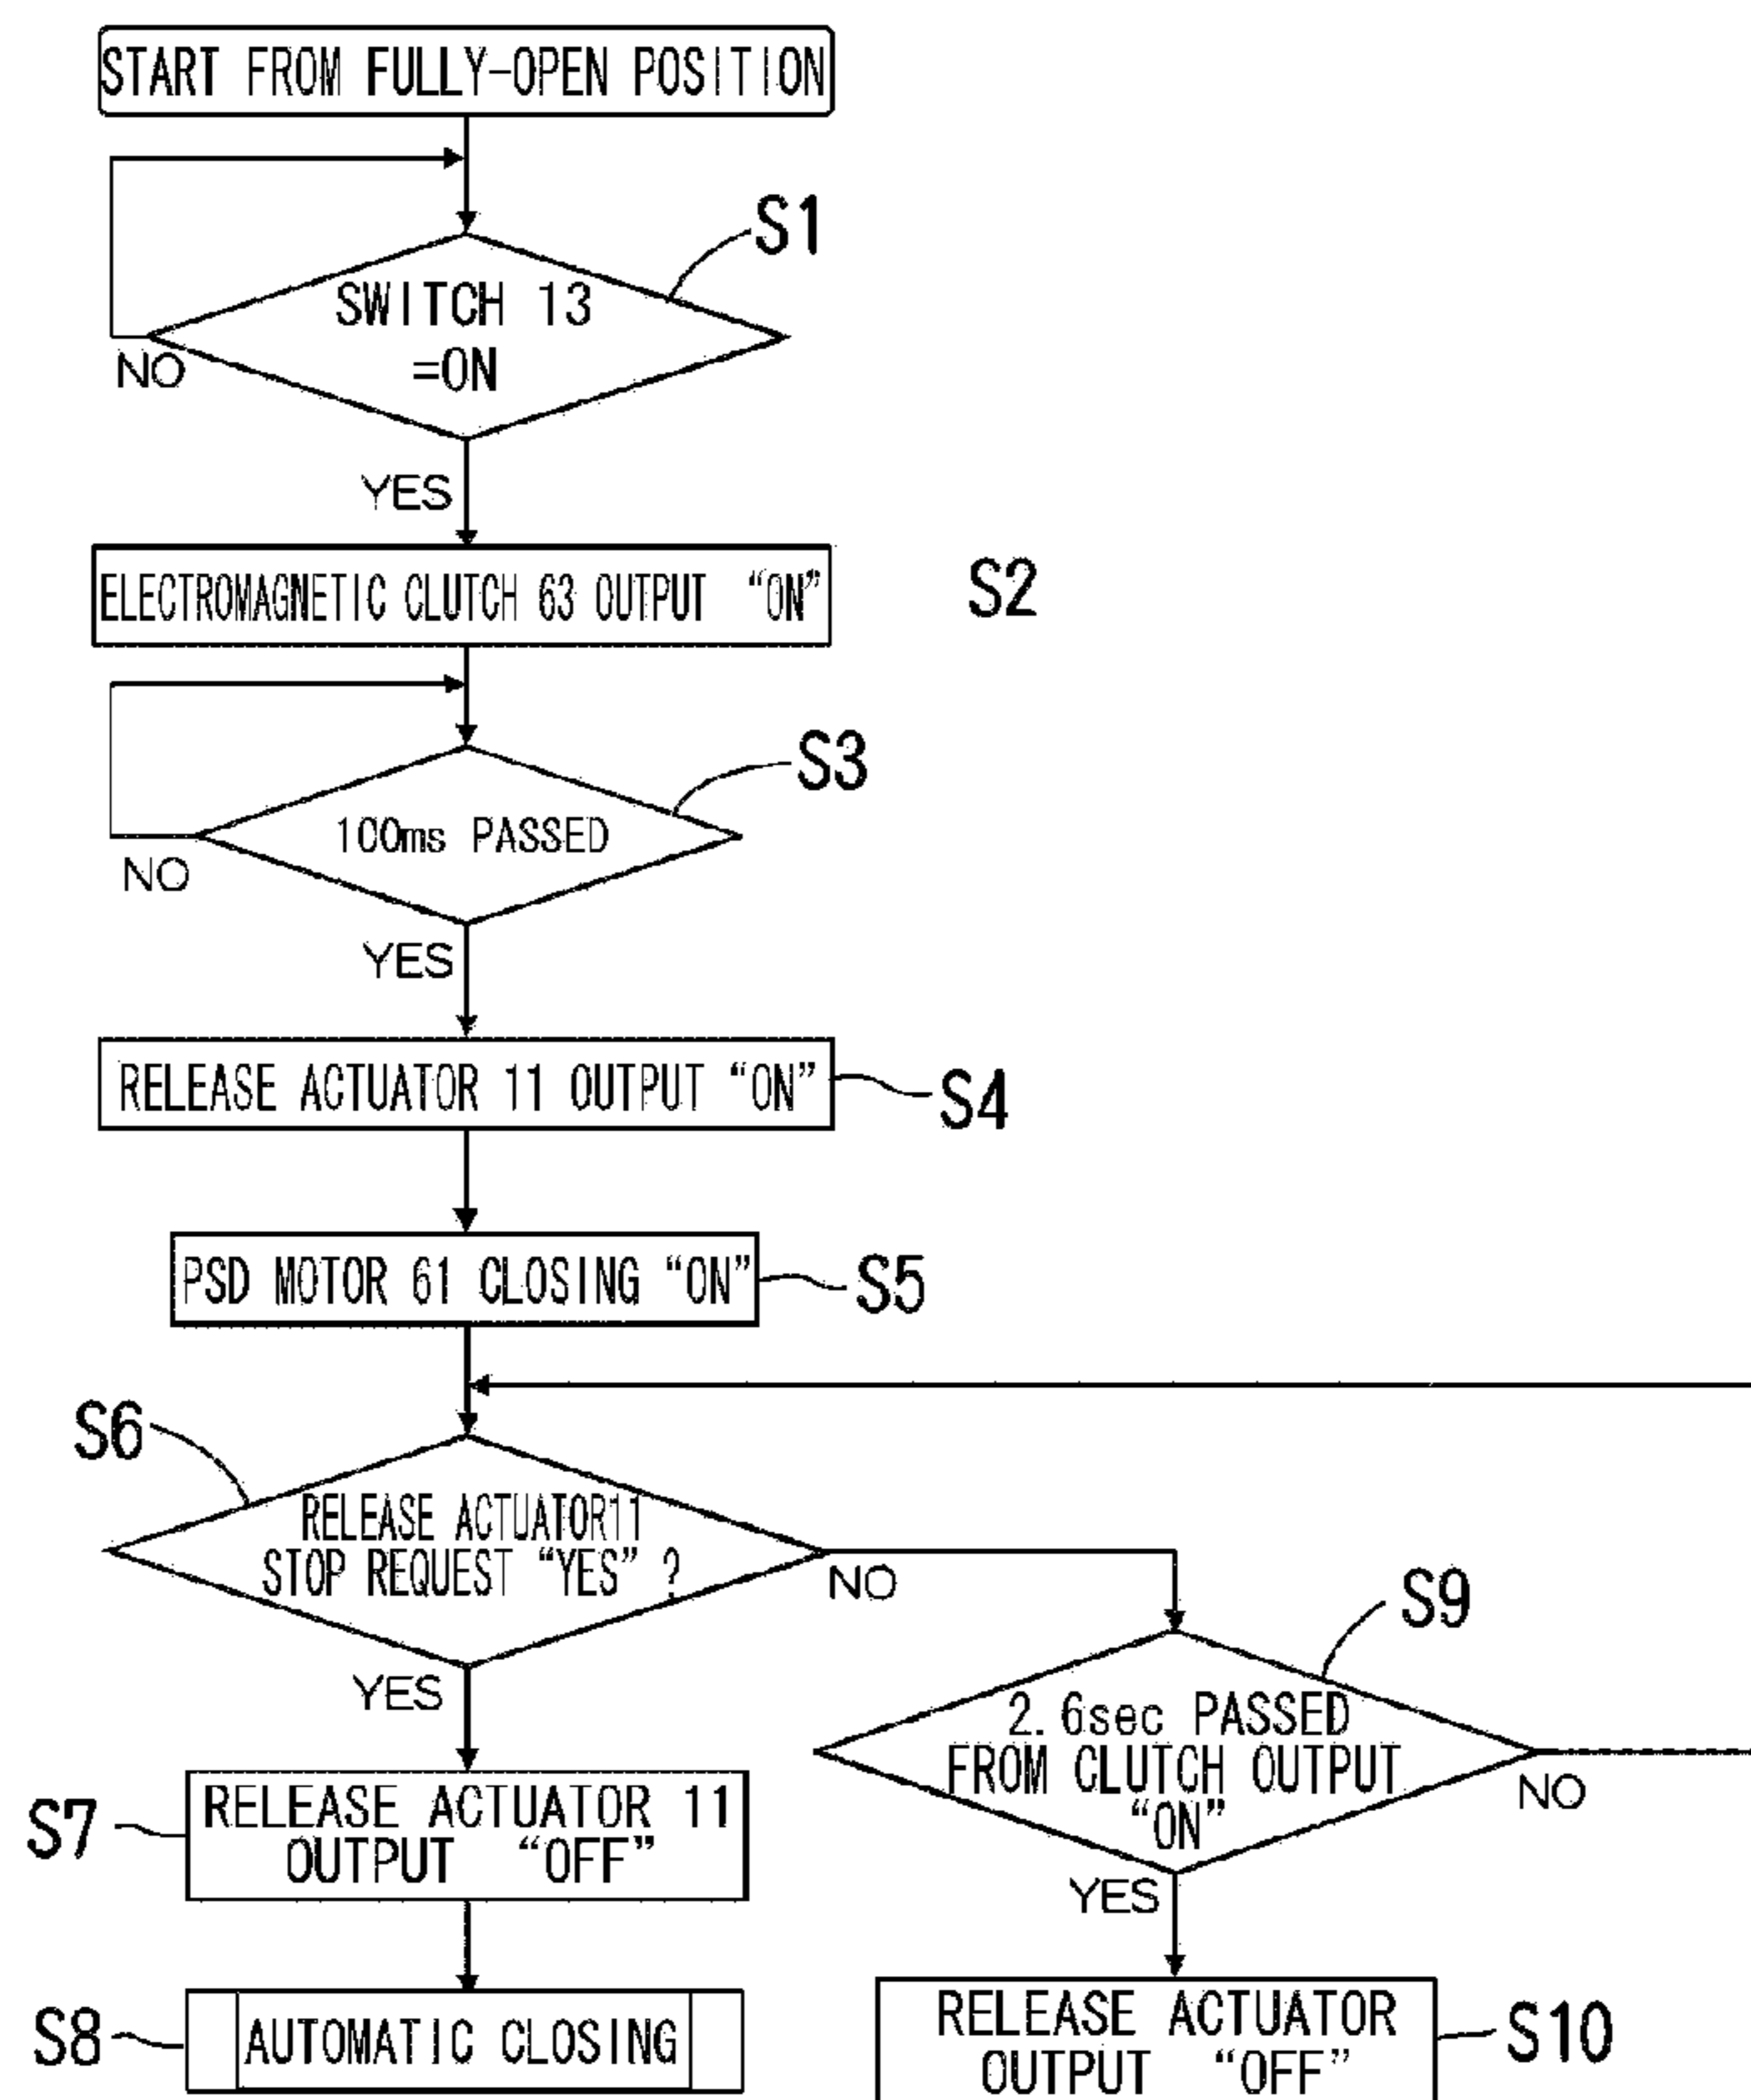 START FROM FULLY-OPEN POSITION
S1
SWITCH 13
=ON
NO
YES
ELECTROMAGNETIC CLUTCH 63 OUTPUT “ON”
S2
S3
100ms PASSED
NO
YES
RELEASE ACTUATOR 11 OUTPUT “ON”
S4
PSD MOTOR 61 CLOSING “ON”
S5
S6
RELEASE ACTUATOR11
STOP REQUEST “YES” ?
NO
YES
S9
2.6sec PASSED
FROM CLUTCH OUTPUT
“ON”
NO
YES
S7
RELEASE ACTUATOR 11
OUTPUT “OFF”
S8
AUTOMATIC CLOSING
RELEASE ACTUATOR
OUTPUT “OFF”
S10